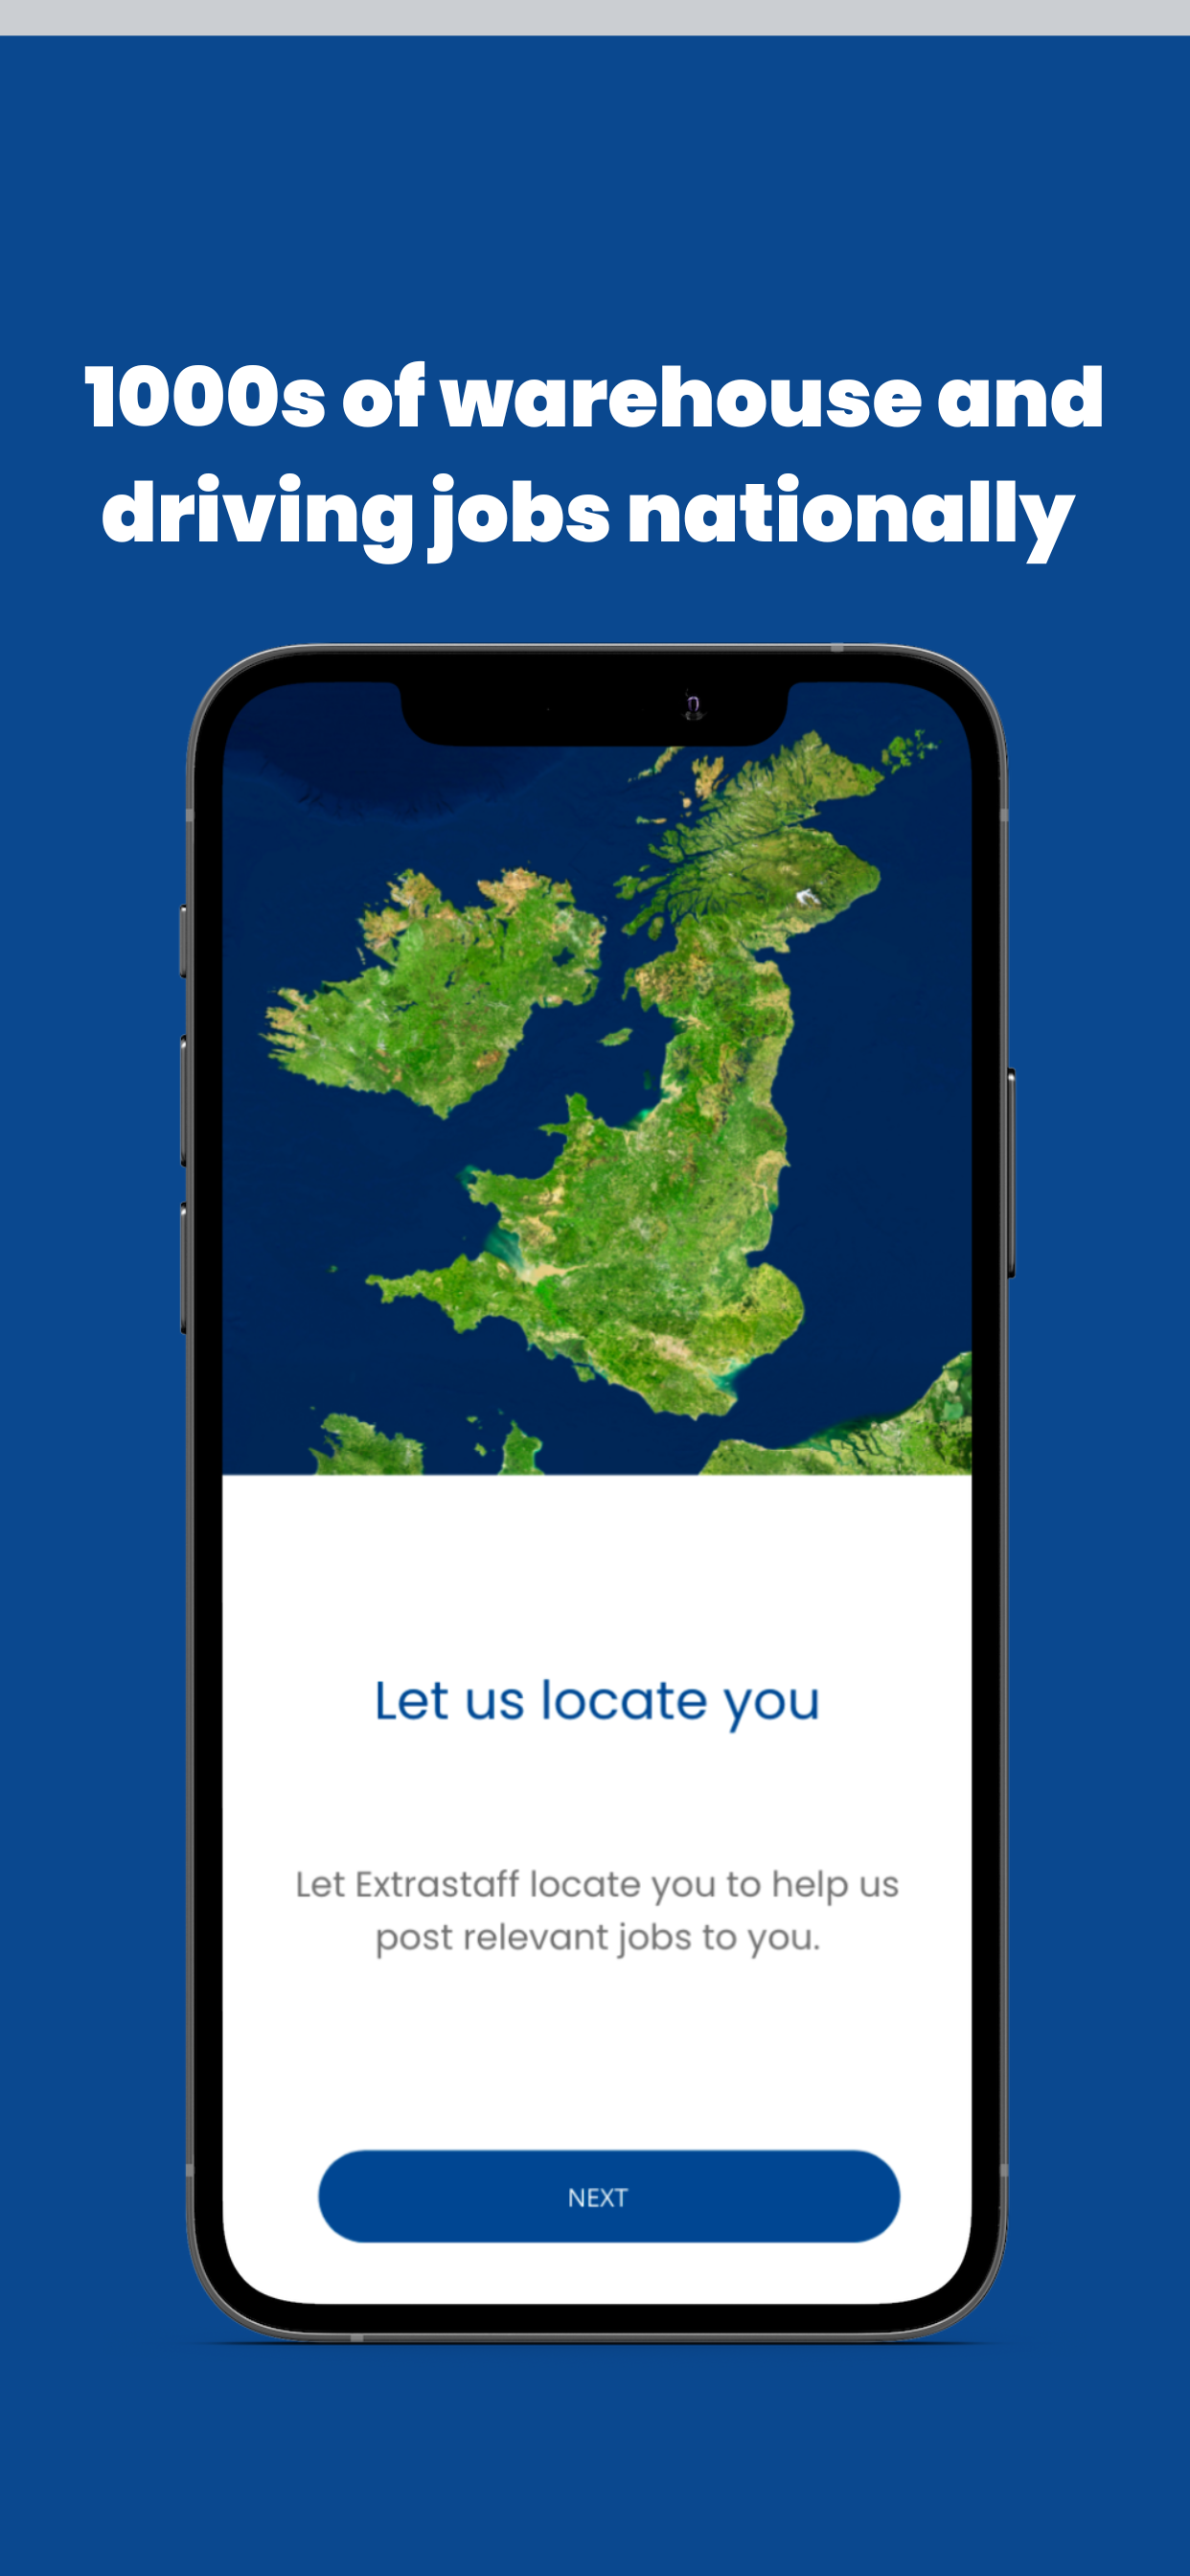 1000s of warehouse and
driving jobs nationally
Let us locate you
Let Extrastaff locate you to help us
post relevant jobs to you.
NEXT